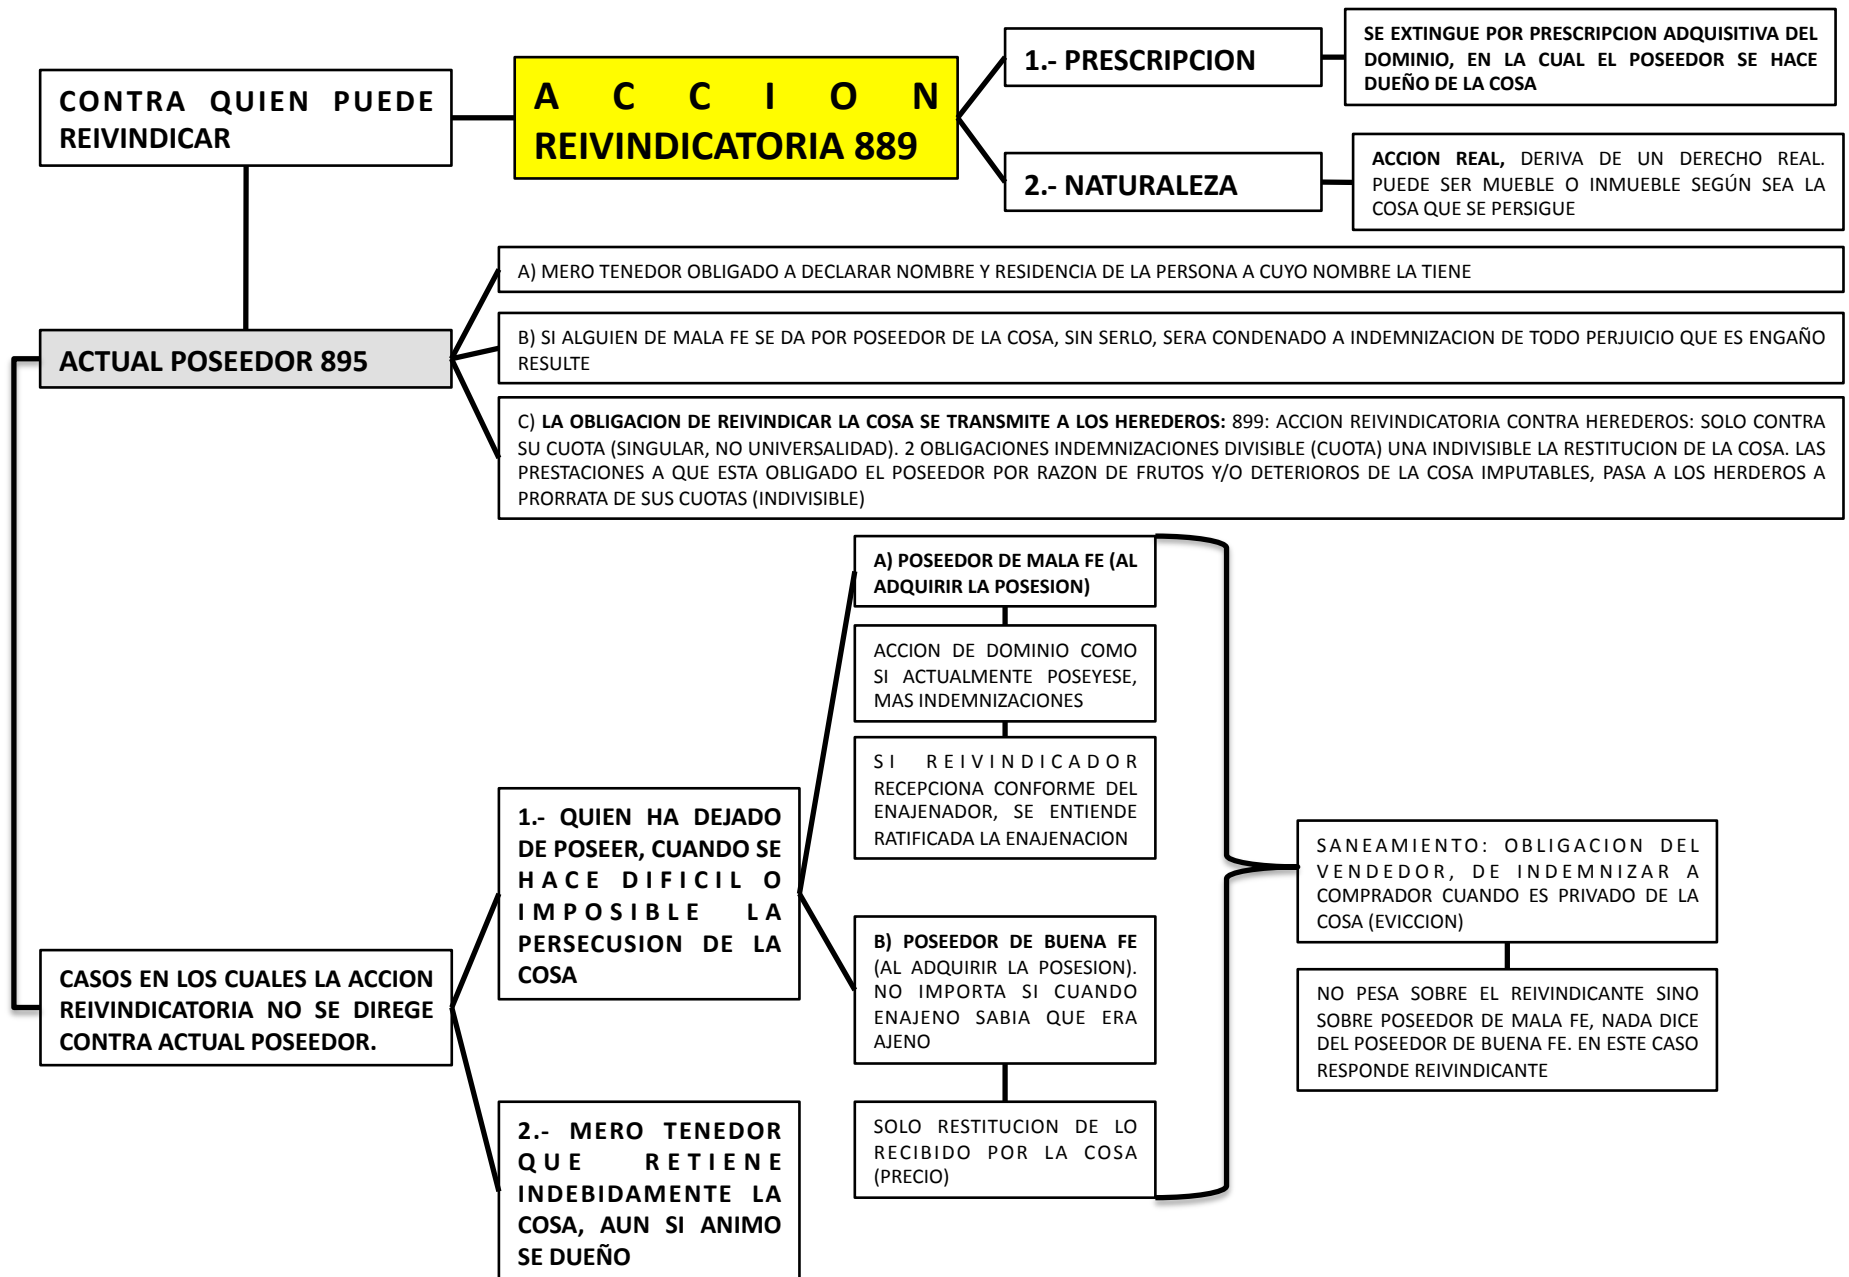 CONTRA QUIEN PUEDE
REIVINDICAR
A C C I O N
REIVINDICATORIA 889
1.- PRESCRIPCION
SE EXTINGUE POR PRESCRIPCION ADQUISITIVA DEL
DOMINIO, EN LA CUAL EL POSEEDOR SE HACE
DUEÑO DE LA COSA
2.- NATURALEZA
ACCION REAL, DERIVA DE UN DERECHO REAL.
PUEDE SER MUEBLE O INMUEBLE SEGÚN SEA LA
COSA QUE SE PERSIGUE
ACTUAL POSEEDOR 895
A) MERO TENEDOR OBLIGADO A DECLARAR NOMBRE Y RESIDENCIA DE LA PERSONA A CUYO NOMBRE LA TIENE
B) SI ALGUIEN DE MALA FE SE DA POR POSEEDOR DE LA COSA, SIN SERLO, SERA CONDENADO A INDEMNIZACION DE TODO PERJUICIO QUE ES ENGAÑO
RESULTE
C) LA OBLIGACION DE REIVINDICAR LA COSA SE TRANSMITE A LOS HEREDEROS: 899: ACCION REIVINDICATORIA CONTRA HEREDEROS: SOLO CONTRA
SU CUOTA (SINGULAR, NO UNIVERSALIDAD). 2 OBLIGACIONES INDEMNIZACIONES DIVISIBLE (CUOTA) UNA INDIVISIBLE LA RESTITUCION DE LA COSA. LAS
PRESTACIONES A QUE ESTA OBLIGADO EL POSEEDOR POR RAZON DE FRUTOS Y/O DETERIOROS DE LA COSA IMPUTABLES, PASA A LOS HERDEROS A
PRORRATA DE SUS CUOTAS (INDIVISIBLE)
CASOS EN LOS CUALES LA ACCION
REIVINDICATORIA NO SE DIREGE
CONTRA ACTUAL POSEEDOR.
1.- QUIEN HA DEJADO
DE POSEER, CUANDO SE
HACE DIFICIL O
IMPOSIBLE LA
PERSECUSION DE LA
COSA
A) POSEEDOR DE MALA FE (AL
ADQUIRIR LA POSESION)
ACCION DE DOMINIO COMO
SI ACTUALMENTE POSEYESE,
MAS INDEMNIZACIONES
SI REIVINDICADOR
RECEPCIONA CONFORME DEL
ENAJENADOR, SE ENTIENDE
RATIFICADA LA ENAJENACION
B) POSEEDOR DE BUENA FE
(AL ADQUIRIR LA POSESION).
NO IMPORTA SI CUANDO
ENAJENO SABIA QUE ERA
AJENO
SOLO RESTITUCION DE LO
RECIBIDO POR LA COSA
(PRECIO)
SANEAMIENTO: OBLIGACION DEL
VENDEDOR, DE INDEMNIZAR A
COMPRADOR CUANDO ES PRIVADO DE LA
COSA (EVICCION)
NO PESA SOBRE EL REIVINDICANTE SINO
SOBRE POSEEDOR DE MALA FE, NADA DICE
DEL POSEEDOR DE BUENA FE. EN ESTE CASO
RESPONDE REIVINDICANTE
2.- MERO TENEDOR
QUE RETIENE
INDEBIDAMENTE LA
COSA, AUN SI ANIMO
SE DUEÑO